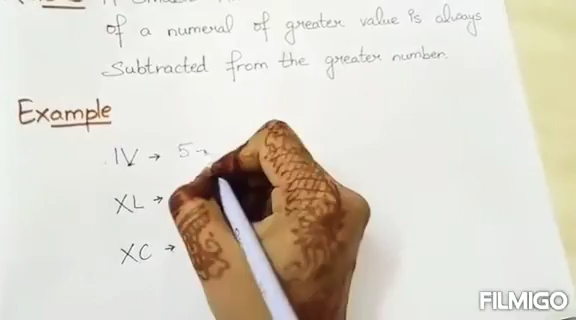 of a numeral of greater value is always
Subtracted from the greater number.
Example
IV → 5-
XL →
XC →
FILMIGO